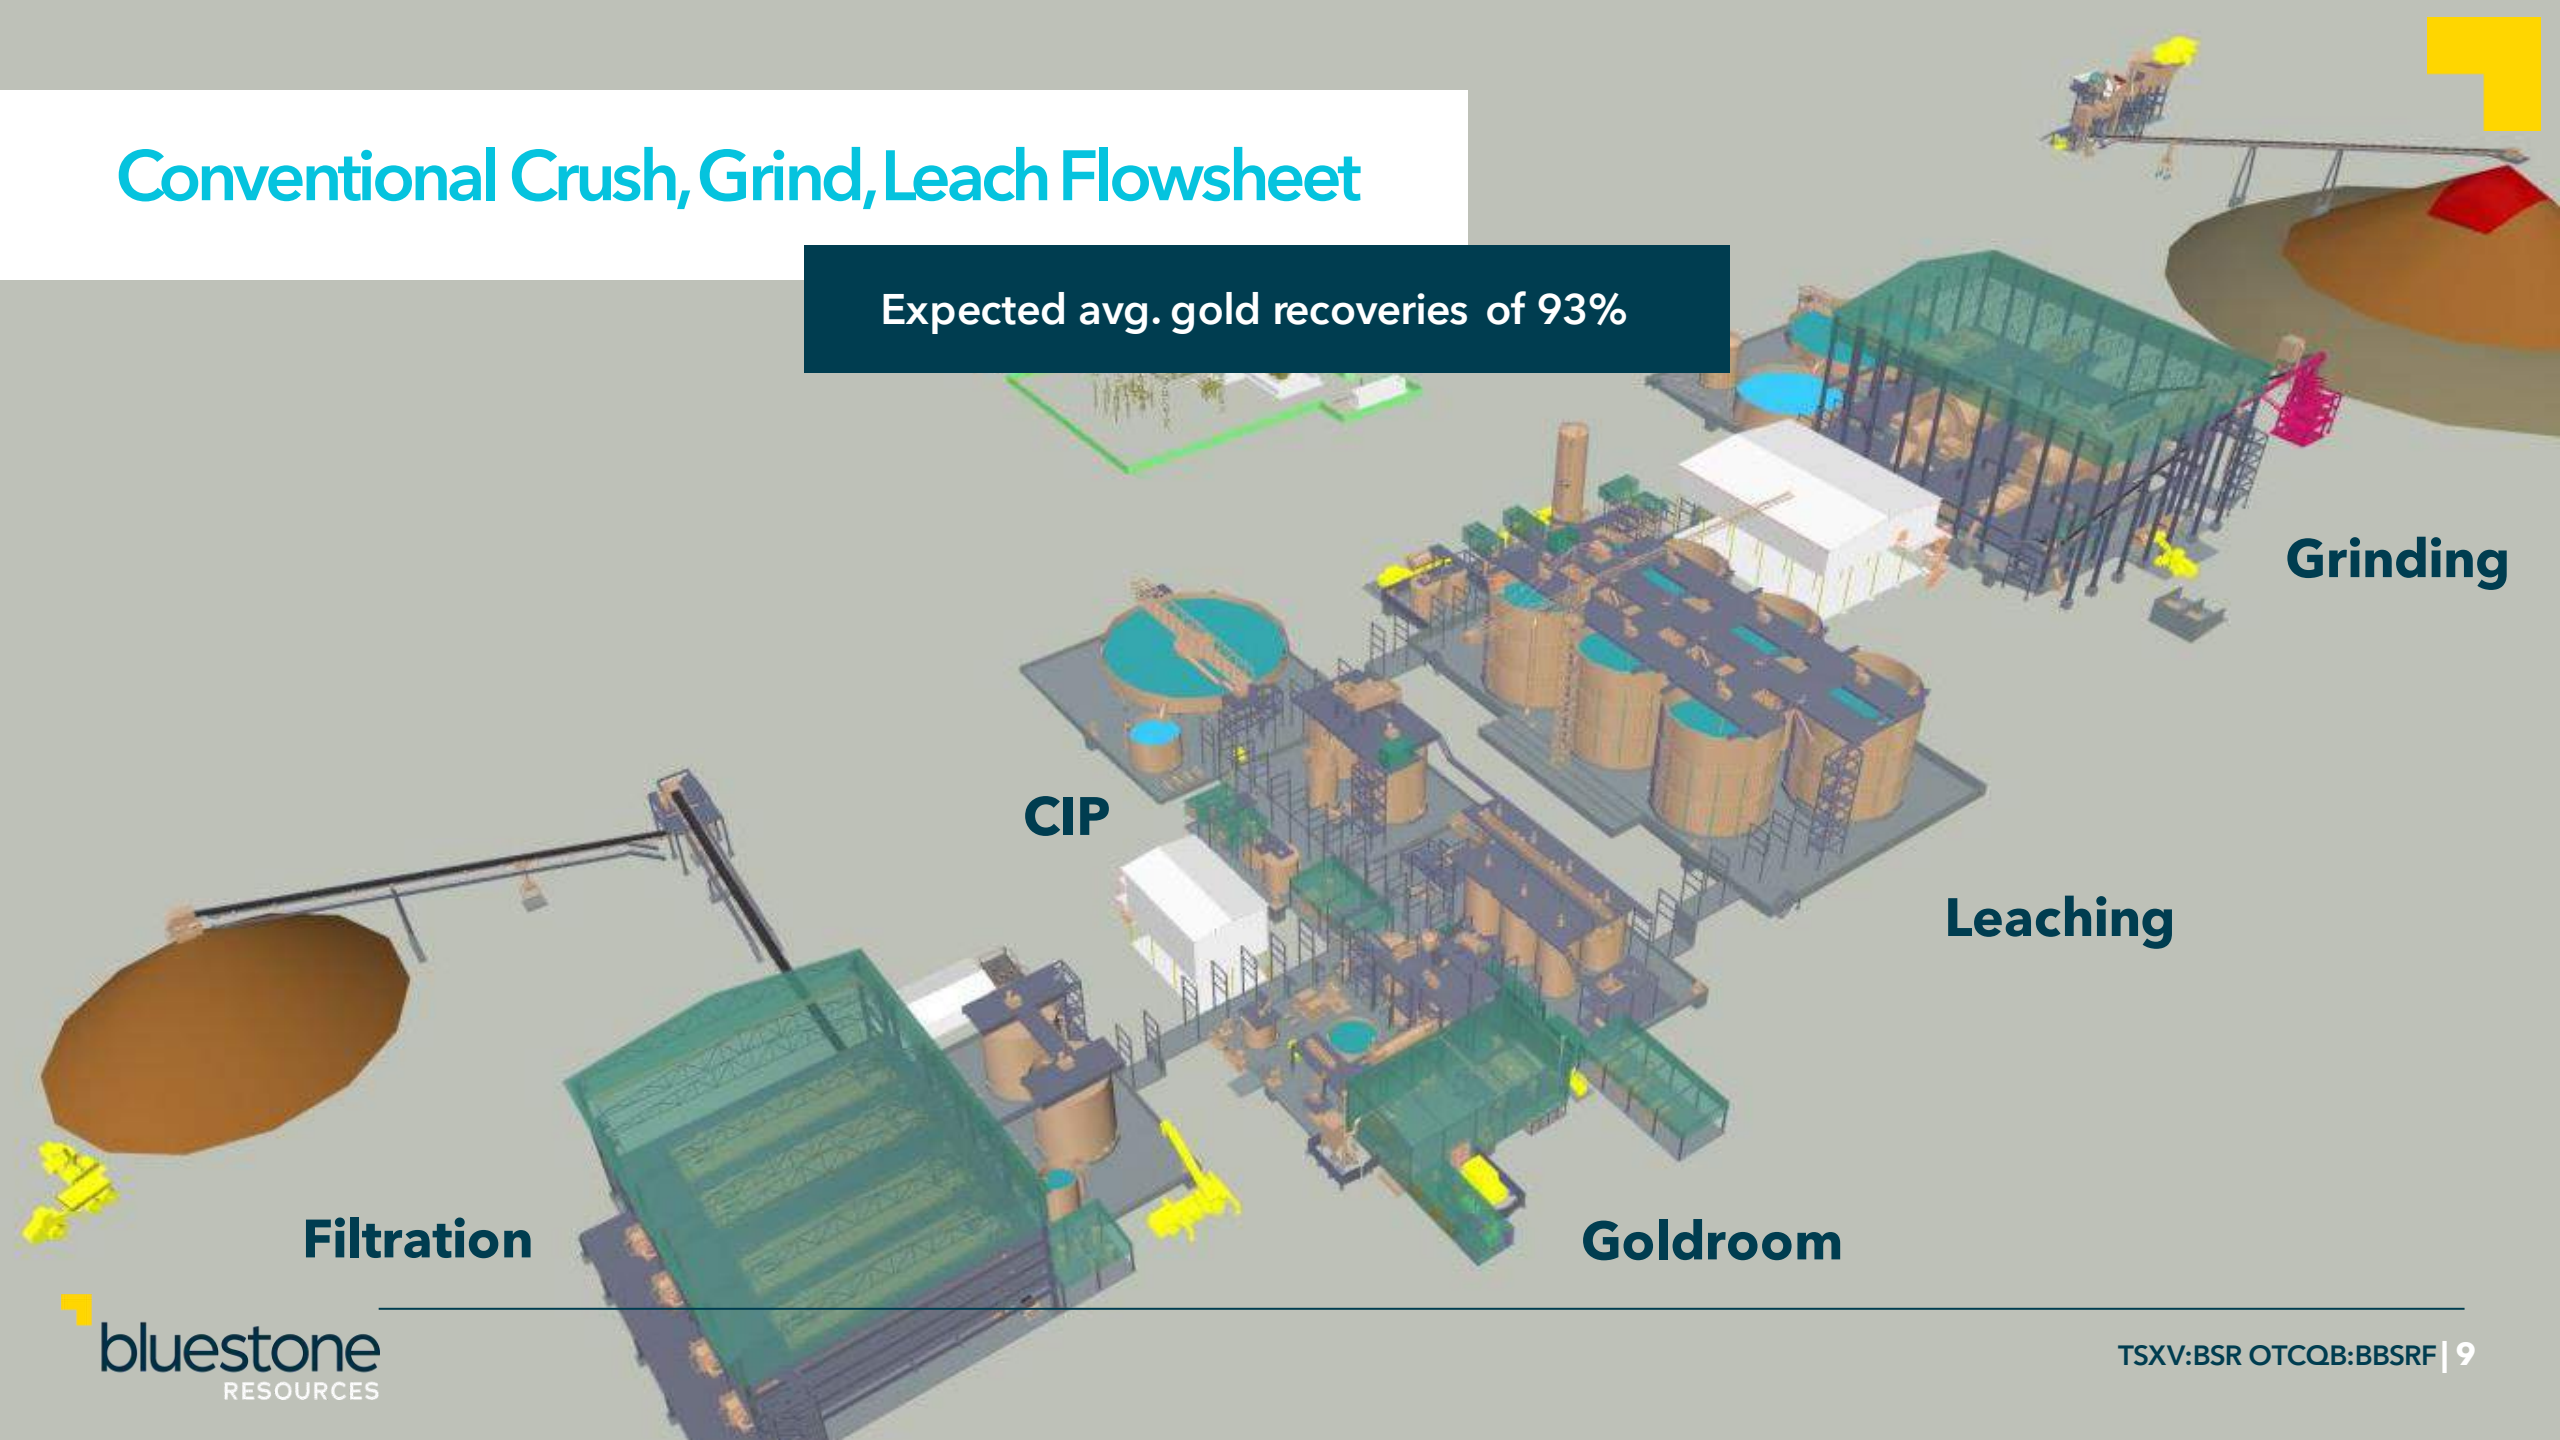 Conventional Crush, Grind, Leach Flowsheet
Expected avg. gold recoveries of 93%
Grinding
CIP
Leaching
Filtration
Goldroom
bluestone
RESOURCES
TSXV:BSR OTCQB:BBSRF | 9